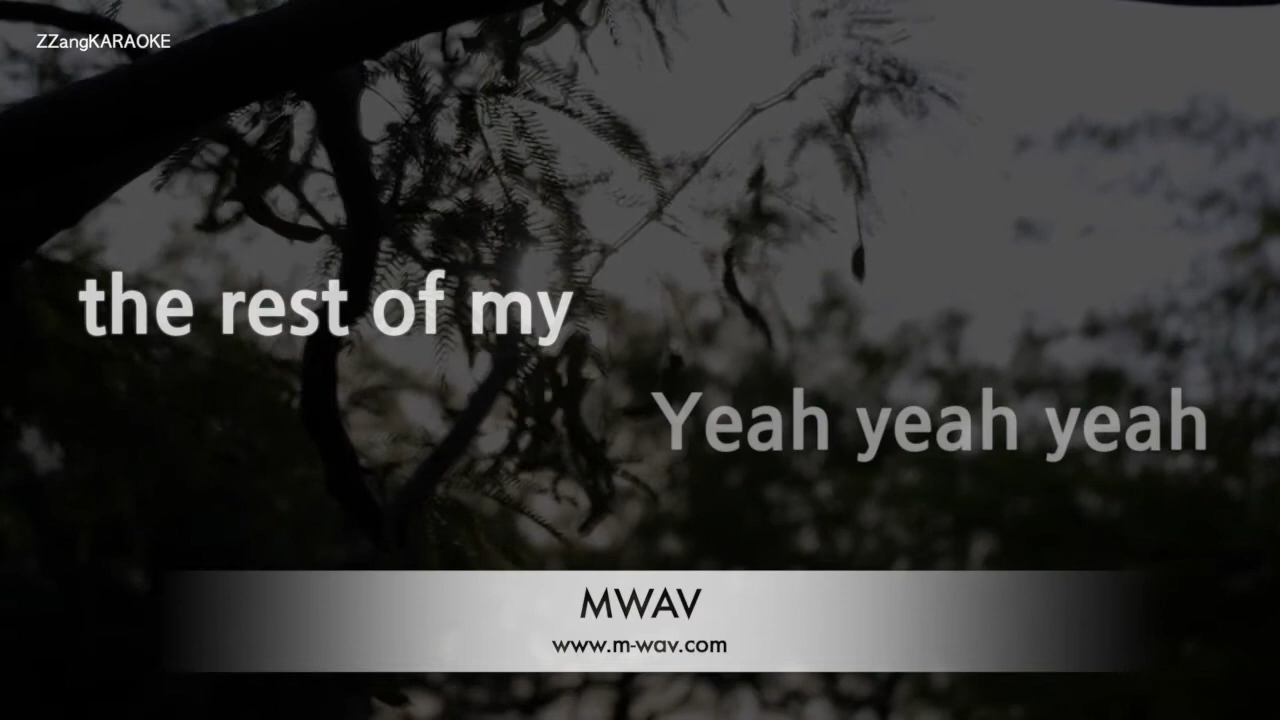 ZZangKARAOKE
the rest of my
Yeah yeah yeah
MWAV
www.m-wav.com